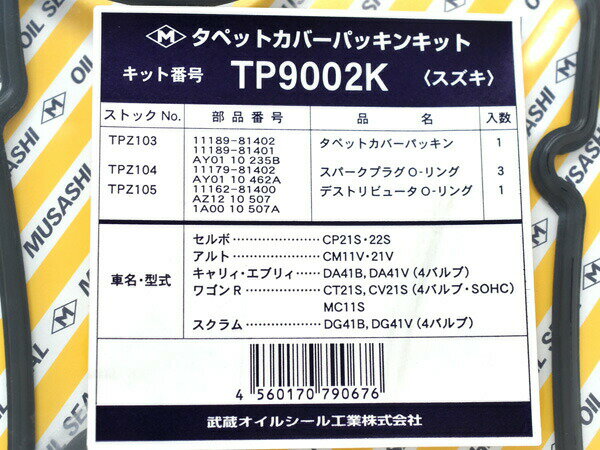 M タペットカバーパッキンキット
キット番号 TP9002K 〈スズキ〉
ストックNo. 部品番号 品名 入数
TPZ103 11189-81402 タペットカバーパッキン 1
11189-81401
AY01 10 235B
TPZ104 11179-81402 スパークプラグO-リング 3
AY01 10 462A
TPZ105 11162-81400 デストリビュータO-リング 1
AZ12 10 507
1A00 10 507A
車名・型式
セルボ CP21S・22S
アルト CM11V・21V
キャリィ・エブリィ DA41B, DA41V (4バルブ)
ワゴンR CT21S, CV21S (4バルブ・SOHC)
MC11S
スクラム DG41B, DG41V (4バルブ)
4 560170 790676
武蔵オイルシール工業株式会社
MUSASHI
OIL SEAL
MUSASHI
OIL SEAL
MUSASHI
OIL SEAL